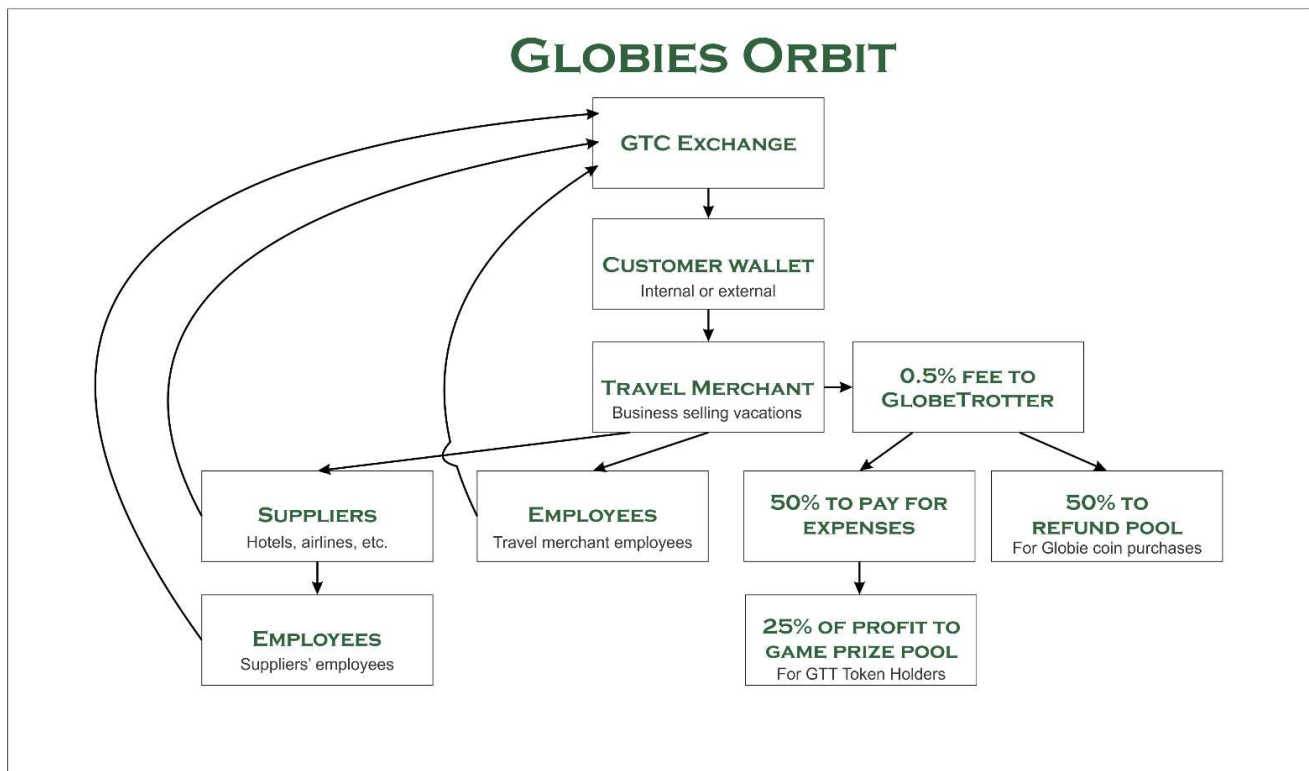 GLOBIES ORBIT
GTC EXCHANGE
CUSTOMER WALLET
Internal or external
TRAVEL MERCHANT
Business selling vacations
0.5% FEE TO
GLOBETROTTER
SUPPLIERS
Hotels, airlines, etc.
EMPLOYEES
Travel merchant employees
50% TO PAY FOR
EXPENSES
50% TO
REFUND POOL
For Globie coin purchases
EMPLOYEES
Suppliers' employees
25% OF PROFIT TO
GAME PRIZE POOL
For GTT Token Holders